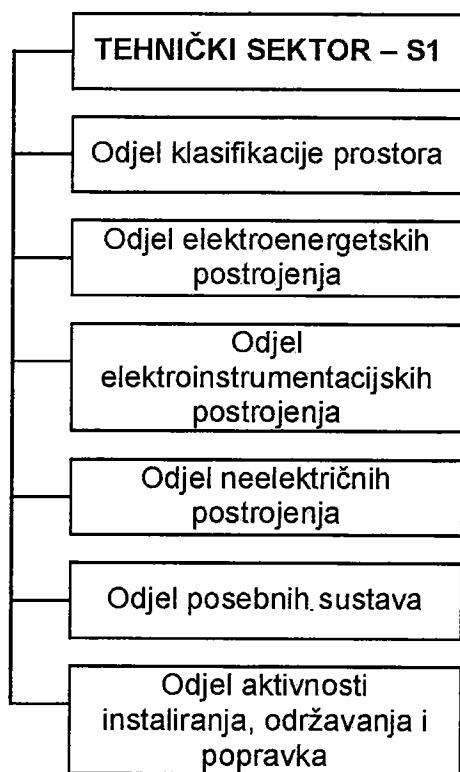 TEHNIČKI SEKTOR – S1
Odjel klasifikacije prostora
Odjel elektroenergetskih
postrojenja
Odjel
elektroinstrumentacijskih
postrojenja
Odjel neelektričnih
postrojenja
Odjel posebnih sustava
Odjel aktivnosti
instaliranja, održavanja i
popravka